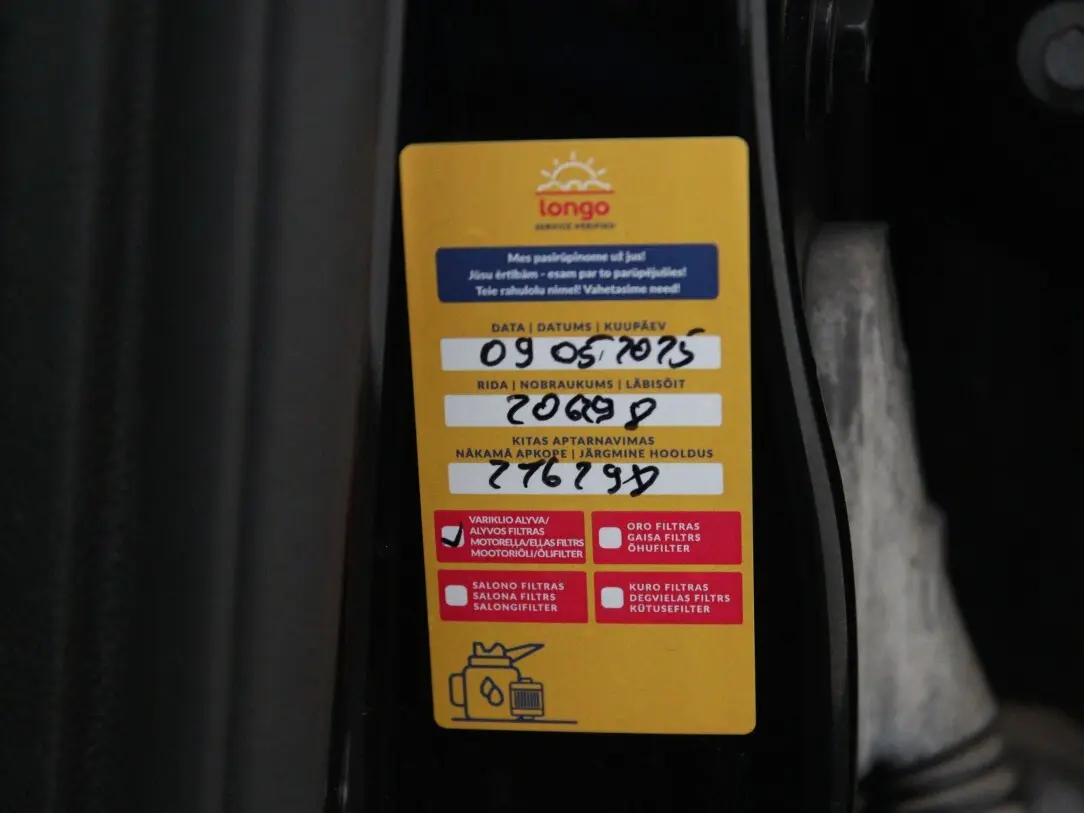 longo
Mes pasirūpinome už jus!
Jūsu ērtībām - esam par to parūpējušies!
Teie rahulolu nimel! Vahetasime need!
DATA | DATUMS | KUUPÄEV
09 05.2025
RIDA | NOBRAUKUMS | LÄBISÕIT
206298
KITAS APTARNAVIMAS
NĀKAMĀ APKOPE | JÄRGMINE HOOLDUS
216298
VARIKLIO ALYVA/
ALYVOS FILTRAS
MOTOREĻĻA/EĻĻAS FILTRS
MOOTORIÕLI/ÕLIFILTER
ORO FILTRAS
GAISA FILTRS
ÕHUFILTER
SALONO FILTRAS
SALONA FILTRS
SALONGIFILTER
KURO FILTRAS
DEGVIELAS FILTRS
KÜTUSEFILTER